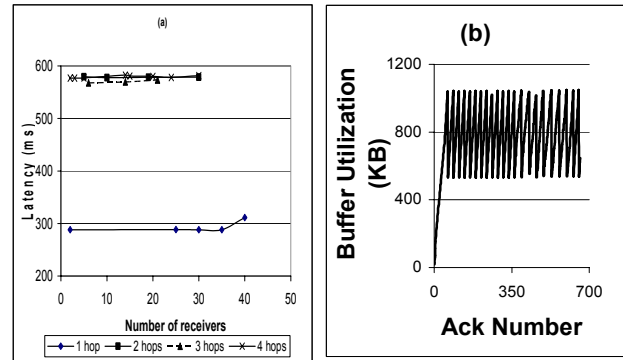 (a)
600
500
400
300
200
0 10 20 30 40 50
Latency (ms)
Number of receivers
1 hop 2 hops 3 hops 4 hops
(b)
1200
800
400
0
0 350 700
Buffer Utilization
(KB)
Ack Number